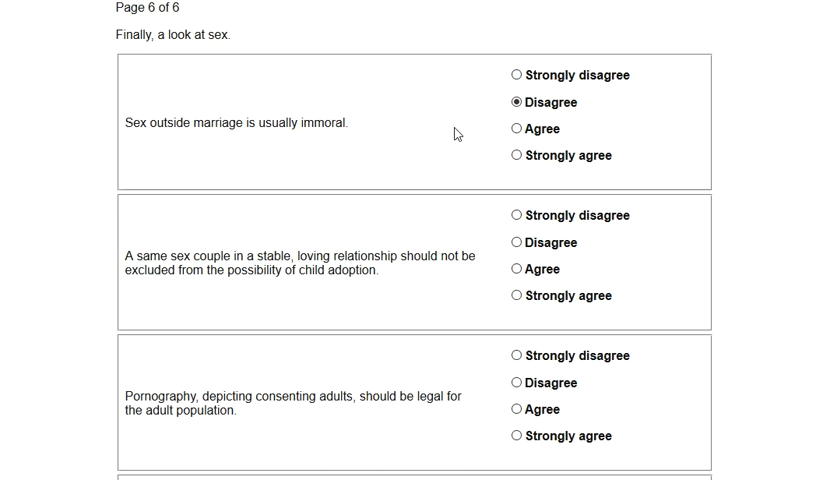 Page 6 of 6
Finally, a look at sex.
Sex outside marriage is usually immoral.
Strongly disagree
Disagree
Agree
Strongly agree
A same sex couple in a stable, loving relationship should not be
excluded from the possibility of child adoption.
Strongly disagree
Disagree
Agree
Strongly agree
Pornography, depicting consenting adults, should be legal for
the adult population.
Strongly disagree
Disagree
Agree
Strongly agree